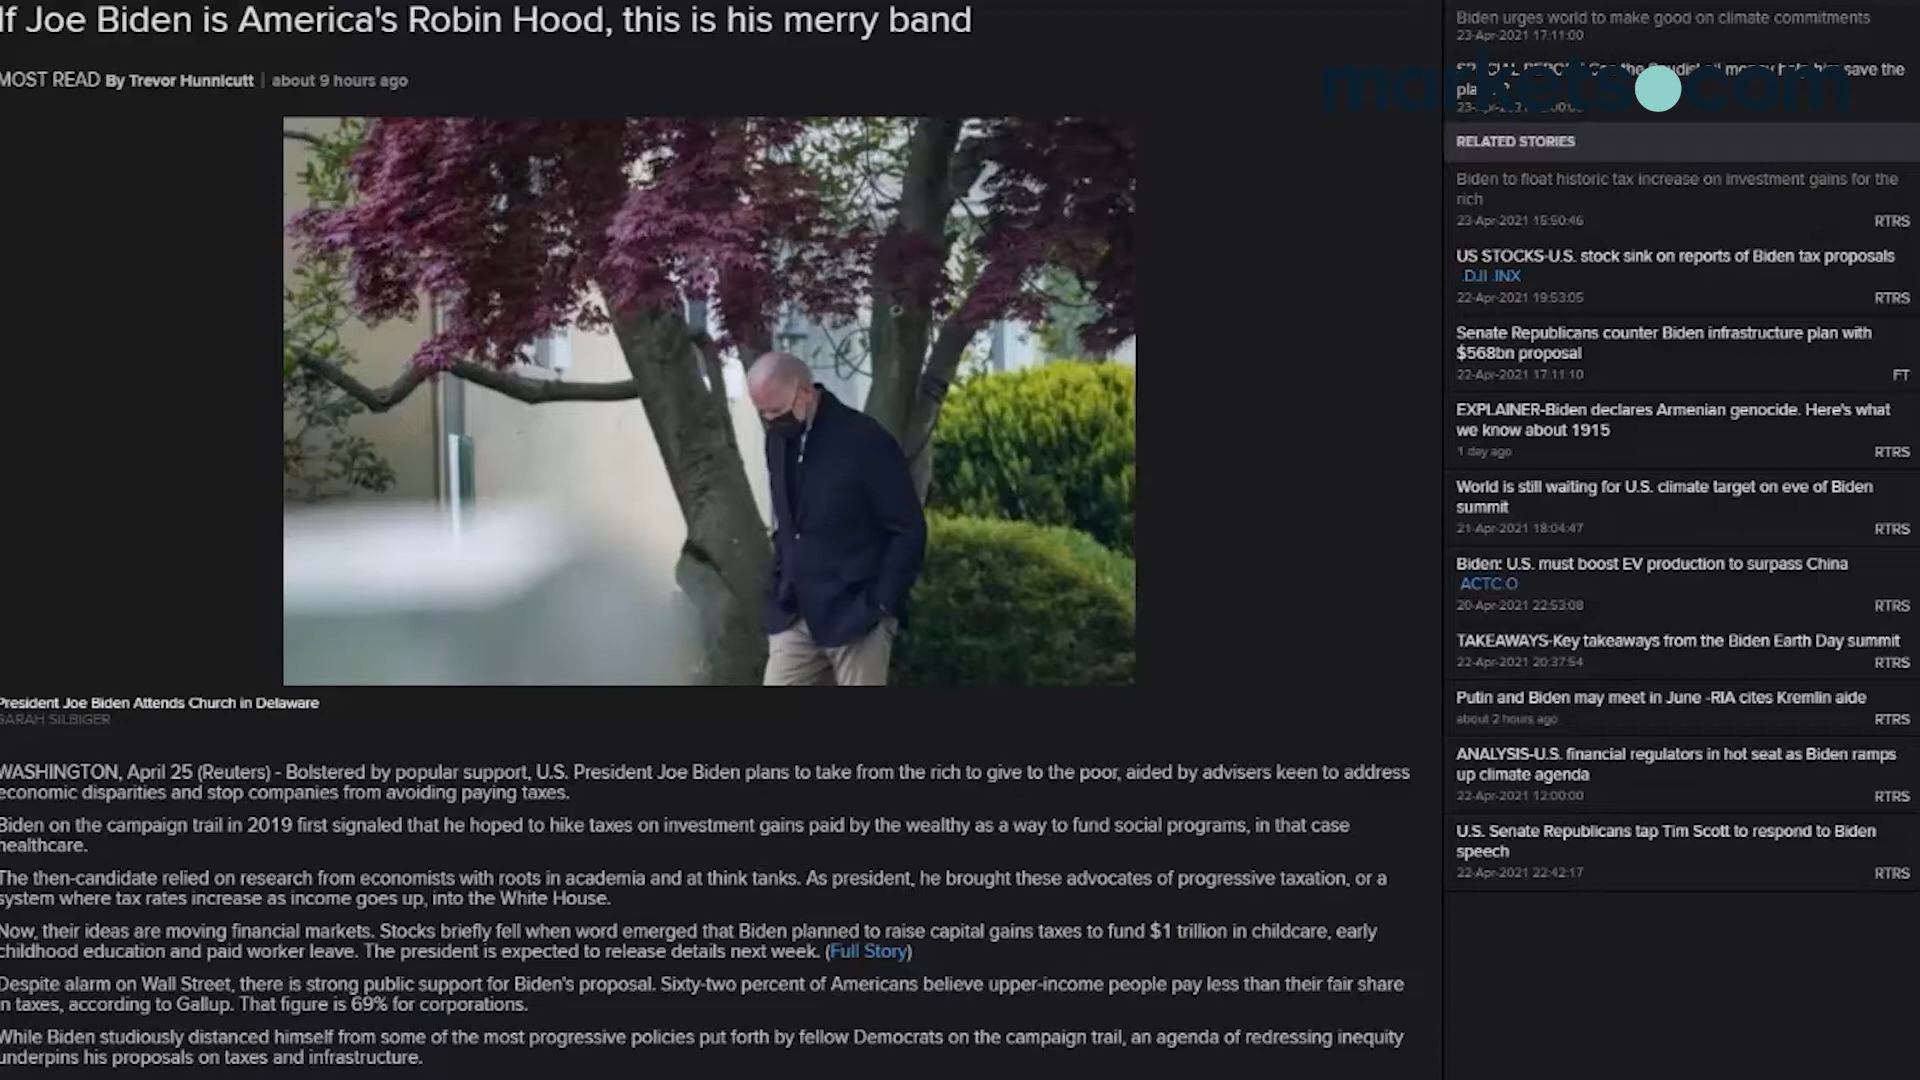 If Joe Biden is America's Robin Hood, this is his merry band
MOST READ By Trevor Hunnicutt | about 9 hours ago
President Joe Biden Attends Church in Delaware
SARAH SILBIGER
WASHINGTON, April 25 (Reuters) - Bolstered by popular support, U.S. President Joe Biden plans to take from the rich to give to the poor, aided by advisers keen to address
economic disparities and stop companies from avoiding paying taxes.
Biden on the campaign trail in 2019 first signaled that he hoped to hike taxes on investment gains paid by the wealthy as a way to fund social programs, in that case
healthcare.
The then-candidate relied on research from economists with roots in academia and at think tanks. As president, he brought these advocates of progressive taxation, or a
system where tax rates increase as income goes up, into the White House.
Now, their ideas are moving financial markets. Stocks briefly fell when word emerged that Biden planned to raise capital gains taxes to fund $1 trillion in childcare, early
childhood education and paid worker leave. The president is expected to release details next week. (Full Story)
Despite alarm on Wall Street, there is strong public support for Biden's proposal. Sixty-two percent of Americans believe upper-income people pay less than their fair share
in taxes, according to Gallup. That figure is 69% for corporations.
While Biden studiously distanced himself from some of the most progressive policies put forth by fellow Democrats on the campaign trail, an agenda of redressing inequity
underpins his proposals on taxes and infrastructure.
Biden urges world to make good on climate commitments
23-Apr-2021 17:11:00
SPECIAL REPORT-Can the Saudis' oil money help him save the
markets.com
RELATED STORIES
Biden to float historic tax increase on investment gains for the
rich
23-Apr-2021 15:50:46 RTRS
US STOCKS-U.S. stock sink on reports of Biden tax proposals
.DJI .INX
22-Apr-2021 19:53:05 RTRS
Senate Republicans counter Biden infrastructure plan with
$568bn proposal
22-Apr-2021 17:11:10 FT
EXPLAINER-Biden declares Armenian genocide. Here's what
we know about 1915
1 day ago RTRS
World is still waiting for U.S. climate target on eve of Biden
summit
21-Apr-2021 18:04:47 RTRS
Biden: U.S. must boost EV production to surpass China
ACTC.O
20-Apr-2021 22:53:08 RTRS
TAKEAWAYS-Key takeaways from the Biden Earth Day summit
22-Apr-2021 20:37:54 RTRS
Putin and Biden may meet in June -RIA cites Kremlin aide
about 2 hours ago RTRS
ANALYSIS-U.S. financial regulators in hot seat as Biden ramps
up climate agenda
22-Apr-2021 12:00:00 RTRS
U.S. Senate Republicans tap Tim Scott to respond to Biden
speech
22-Apr-2021 22:42:17 RTRS